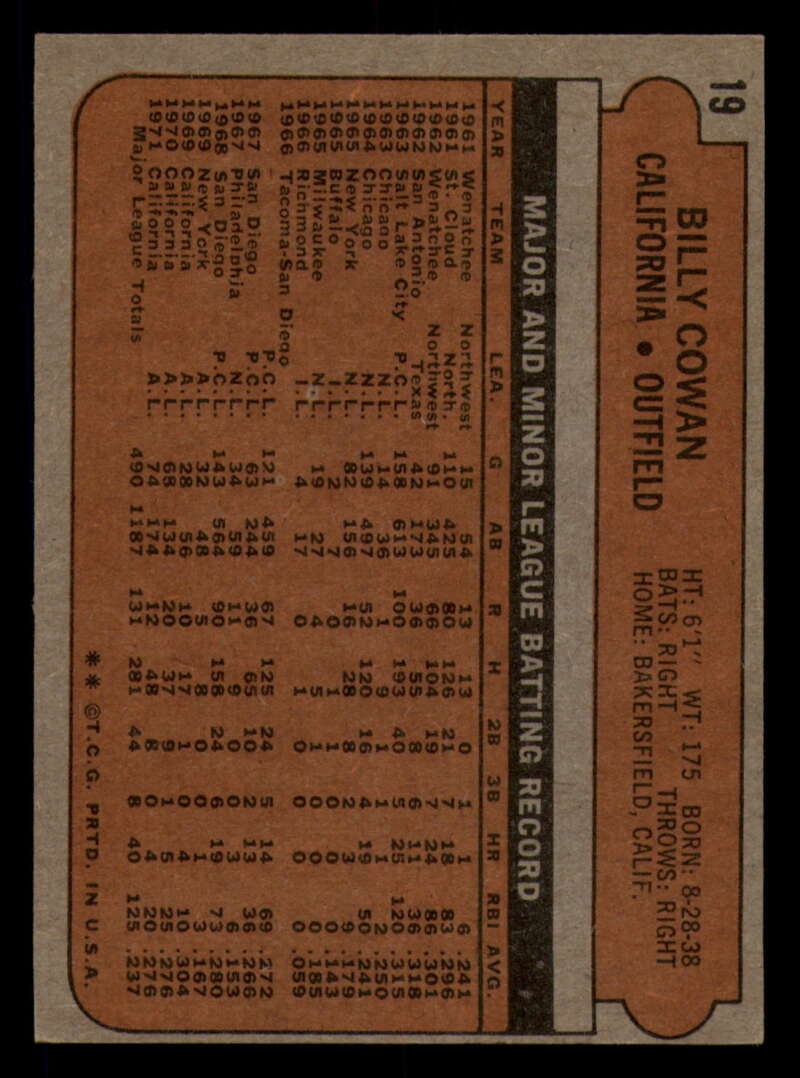 19
BILLY COWAN
CALIFORNIA • OUTFIELD
HT: 6'1" WT: 175 BORN: 8-28-38
BATS: RIGHT THROWS: RIGHT
HOME: BAKERSFIELD, CALIF.
MAJOR AND MINOR LEAGUE BATTING RECORD
YEAR TEAM LEA. G AB R H 2B 3B HR RBI AVG.
1961 Wenatchee Northwest 15 54 13 13 0 1 1 6 .241
1961 St. Cloud North. 110 425 80 126 21 7 18 83 .296
1962 Wenatchee Northwest 91 345 66 104 19 7 24 86 .301
1962 San Antonio Texas 42 173 36 55 8 6 11 36 .318
1963 Salt Lake City P.C.L. 158 613 100 193 40 5 25 120 .315
1963 Chicago N.L. 14 36 1 9 1 1 1 2 .250
1964 Chicago N.L. 139 497 52 120 16 4 19 50 .241
1965 New York N.L. 82 156 16 28 8 2 3 9 .179
1965 Buffalo I.L. 2 7 0 1 1 0 0 0 .143
1965 Milwaukee N.L. 19 27 4 5 1 0 0 0 .185
1966 Richmond I.L. 4 17 0 1 0 0 0 0 .059
1966 Tacoma-San Diego
P.C.L. 121 459 67 125 24 5 14 69 .272
1967 San Diego P.C.L. 63 244 36 65 10 2 13 36 .266
1967 Philadelphia N.L. 34 59 11 9 0 0 3 6 .153
1968 San Diego P.C.L. 143 564 90 158 24 6 19 73 .280
1969 New York A.L. 32 48 5 8 0 0 1 3 .167
1969 California A.L. 28 56 10 17 1 0 4 10 .304
1970 California A.L. 68 134 20 37 9 1 5 25 .276
1971 California A.L. 74 174 12 48 8 0 4 20 .276
Major League Totals 490 1187 131 281 44 8 40 125 .237
** ©T.C.G. PRTD. IN U.S.A.